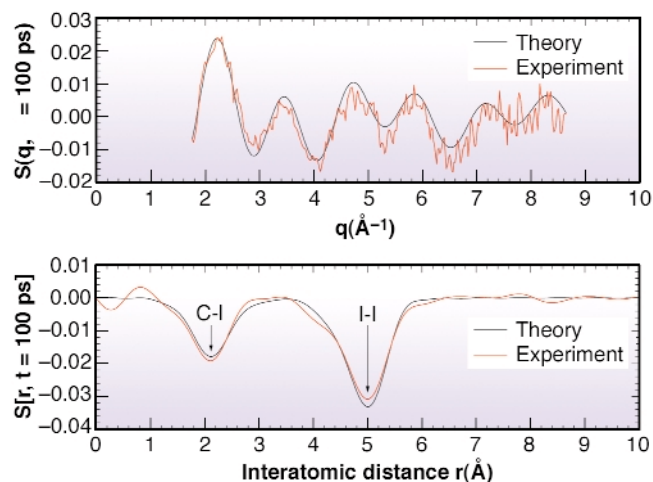 0.03
0.02
0.01
0.00
−0.01
−0.02
S(q, = 100 ps)
Theory
Experiment
0 1 2 3 4 5 6 7 8 9 10
q(Å⁻¹)
0.01
0.00
−0.01
−0.02
−0.03
−0.04
S[r, t = 100 ps]
C-I
I-I
Theory
Experiment
0 1 2 3 4 5 6 7 8 9 10
Interatomic distance r(Å)